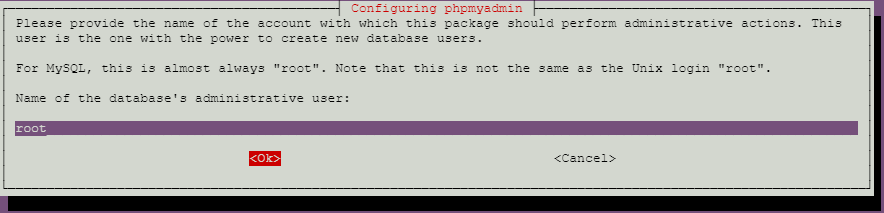 Configuring phpmyadmin
Please provide the name of the account with which this package should perform administrative actions. This
user is the one with the power to create new database users.
For MySQL, this is almost always "root". Note that this is not the same as the Unix login "root".
Name of the database's administrative user:
root
<Ok> <Cancel>